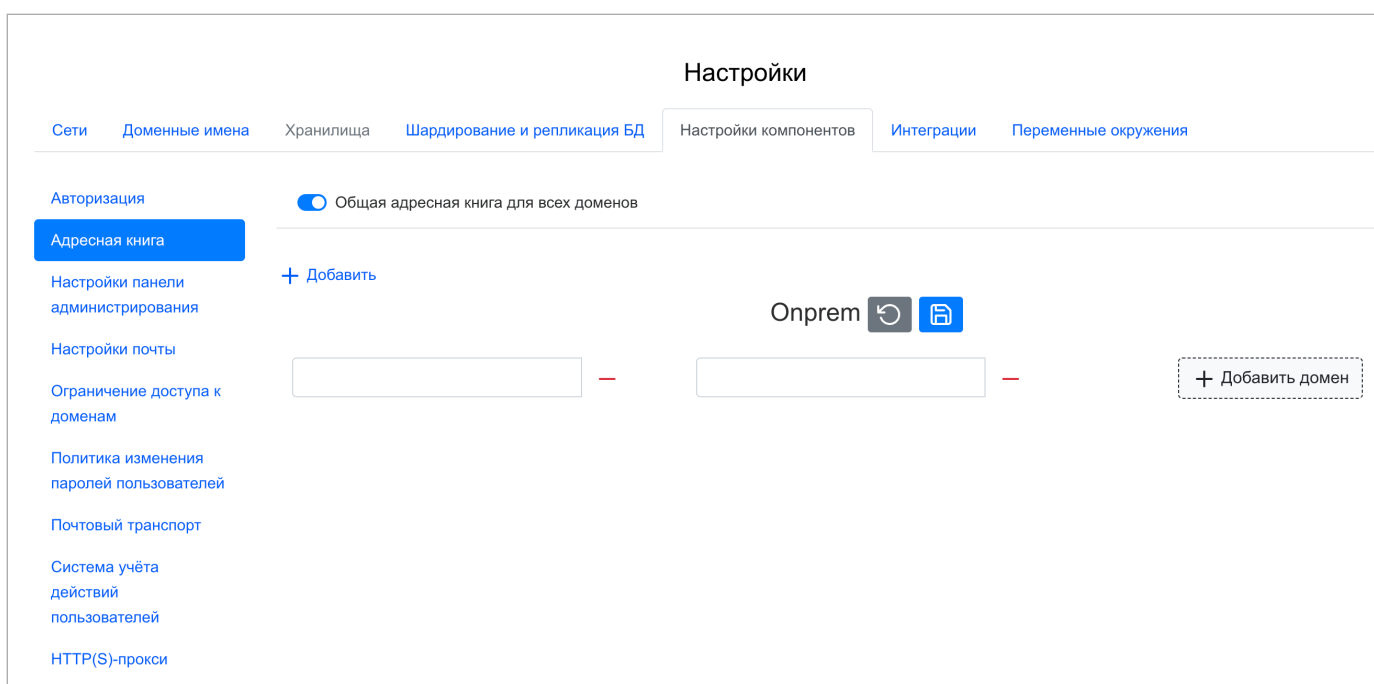 Настройки
Сети Доменные имена Хранилища Шардирование и репликация БД Настройки компонентов Интеграции Переменные окружения
Авторизация
Общая адресная книга для всех доменов
Адресная книга
Добавить
Настройки панели
администрирования
Onprem
Настройки почты
Добавить домен
Ограничение доступа к
доменам
Политика изменения
паролей пользователей
Почтовый транспорт
Система учёта
действий
пользователей
HTTP(S)-прокси